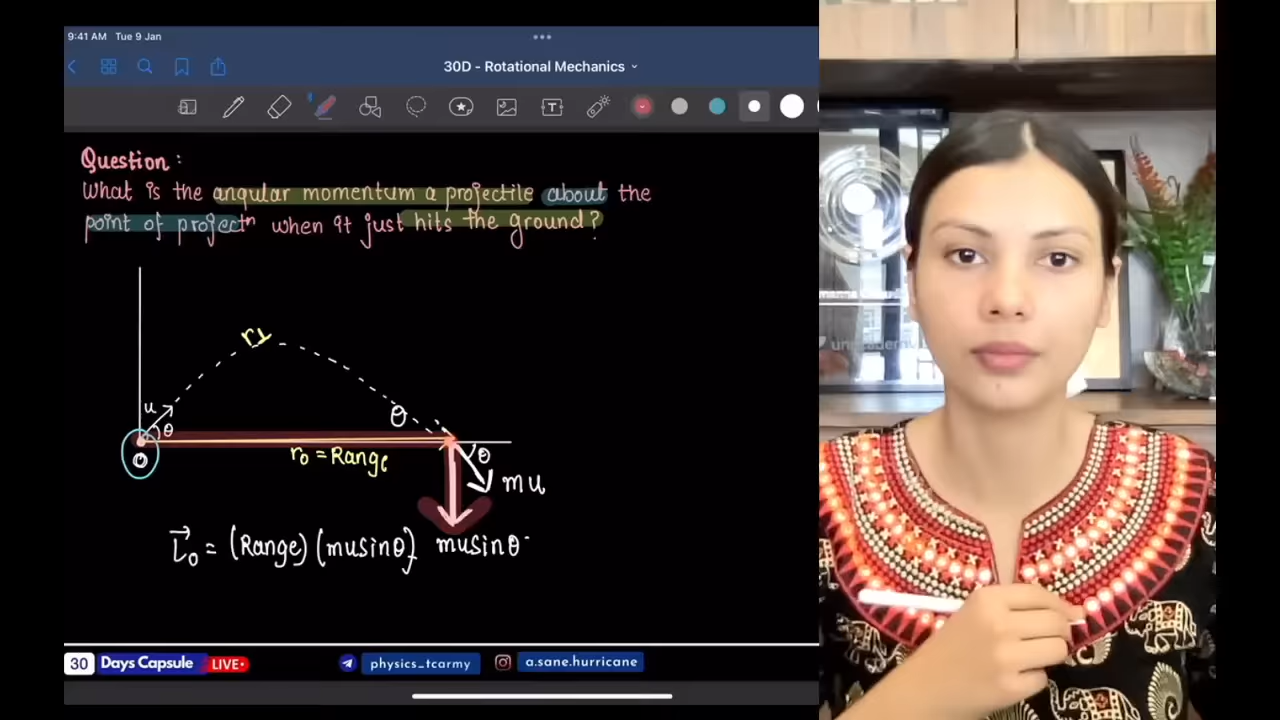 9:41 AM Tue 9 Jan
30D - Rotational Mechanics
Question :
What is the angular momentum a projectile about the
point of projectn when it just hits the ground?
r⊥
u
θ
θ
O
r₀ = Range
θ
mu
L⃗₀ = (Range) (musinθ)
musinθ
30 Days Capsule LIVE
physics_tcarmy
a.sane.hurricane